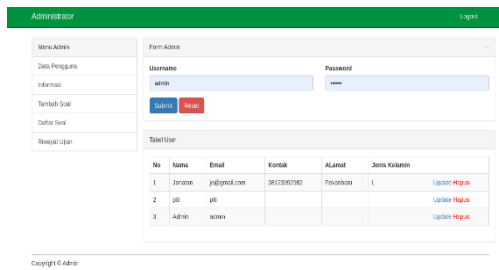 Administrator
Logout
Menu Admin
Data Pengguna
Informasi
Tambah Soal
Daftar Soal
Riwayat Ujian
Form Admin
Username
Password
admin
••••••
Submit
Reset
Tabel User
No Nama Email Kontak ALamat Jenis Kelamin
1 Jonatan jo@gmail.com 08123992982 Pekanbaru L Update Hapus
2 piti piti Update Hapus
3 Admin admin Update Hapus
Copyright © Admin